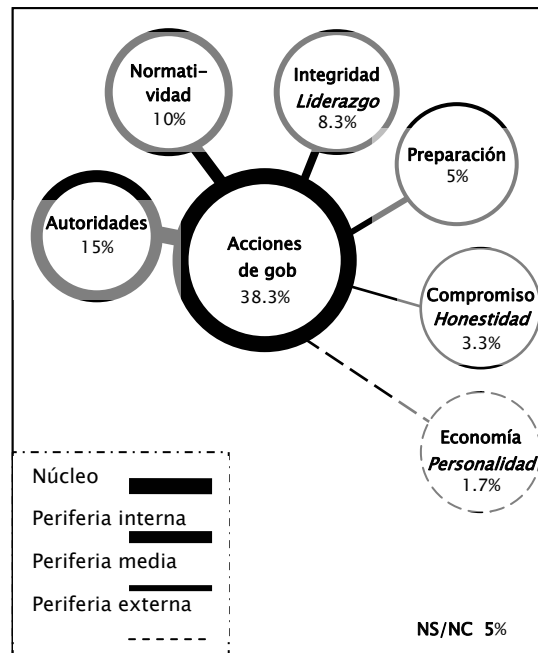 Normati-
vidad
10%
Integridad
Liderazgo
8.3%
Preparación
5%
Autoridades
15%
Acciones
de gob
38.3%
Compromiso
Honestidad
3.3%
Economía
Personalidad
1.7%
Núcleo
Periferia interna
Periferia media
Periferia externa
NS/NC 5%